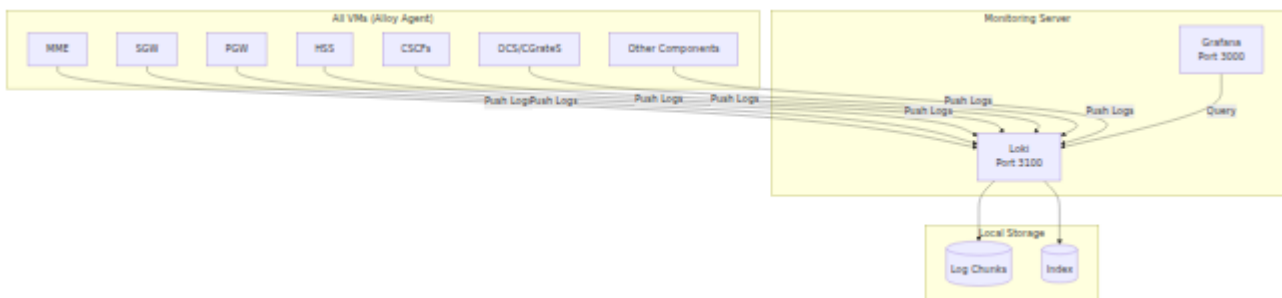 All VMs (Alloy Agent)
MME
SGW
PGW
HSS
CSCFs
OCS/CGrateS
Other Components
Monitoring Server
Grafana
Port 3000
Push Logs
Push Logs
Push Logs
Push Logs
Push Logs
Push Logs
Push Logs
Query
Loki
Port 3100
Local Storage
Log Chunks
Index